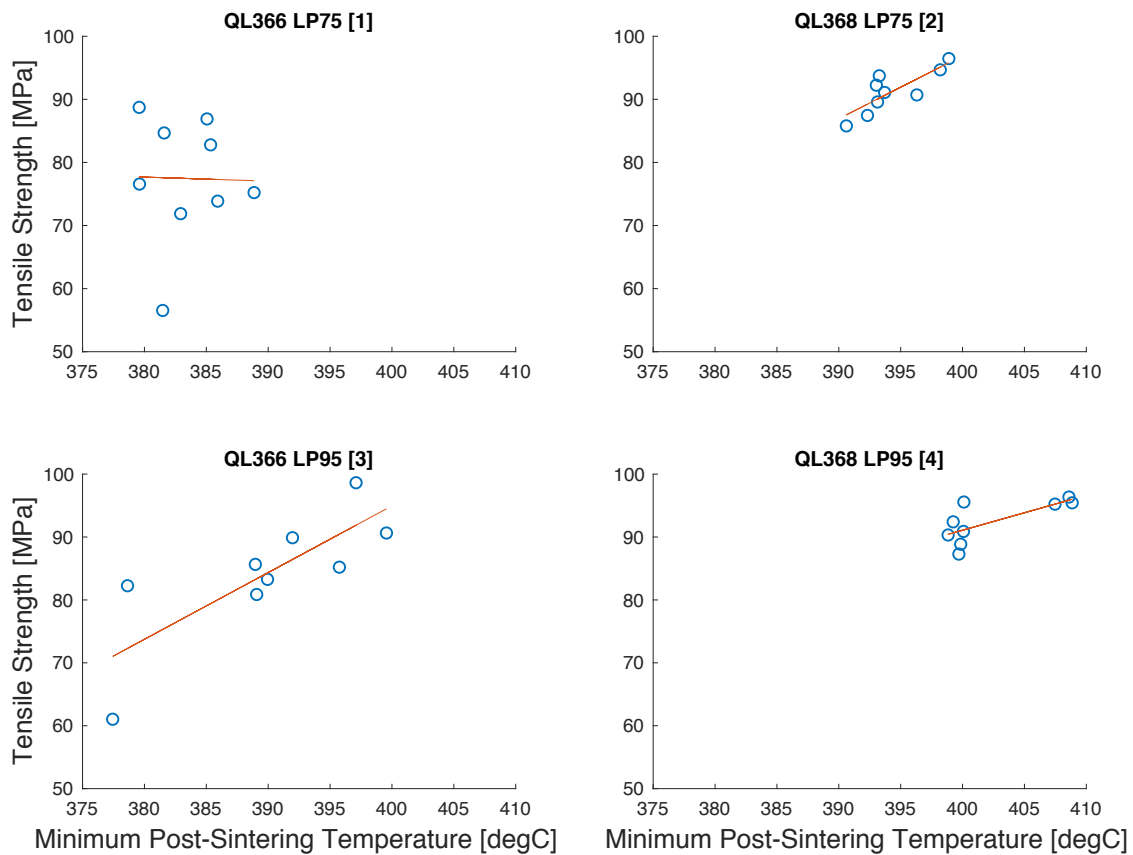 QL366 LP75 [1]
Tensile Strength [MPa]
100
90
80
70
60
50
375 380 385 390 395 400 405 410
QL368 LP75 [2]
100
90
80
70
60
50
375 380 385 390 395 400 405 410
QL366 LP95 [3]
Tensile Strength [MPa]
100
90
80
70
60
50
375 380 385 390 395 400 405 410
Minimum Post-Sintering Temperature [degC]
QL368 LP95 [4]
100
90
80
70
60
50
375 380 385 390 395 400 405 410
Minimum Post-Sintering Temperature [degC]